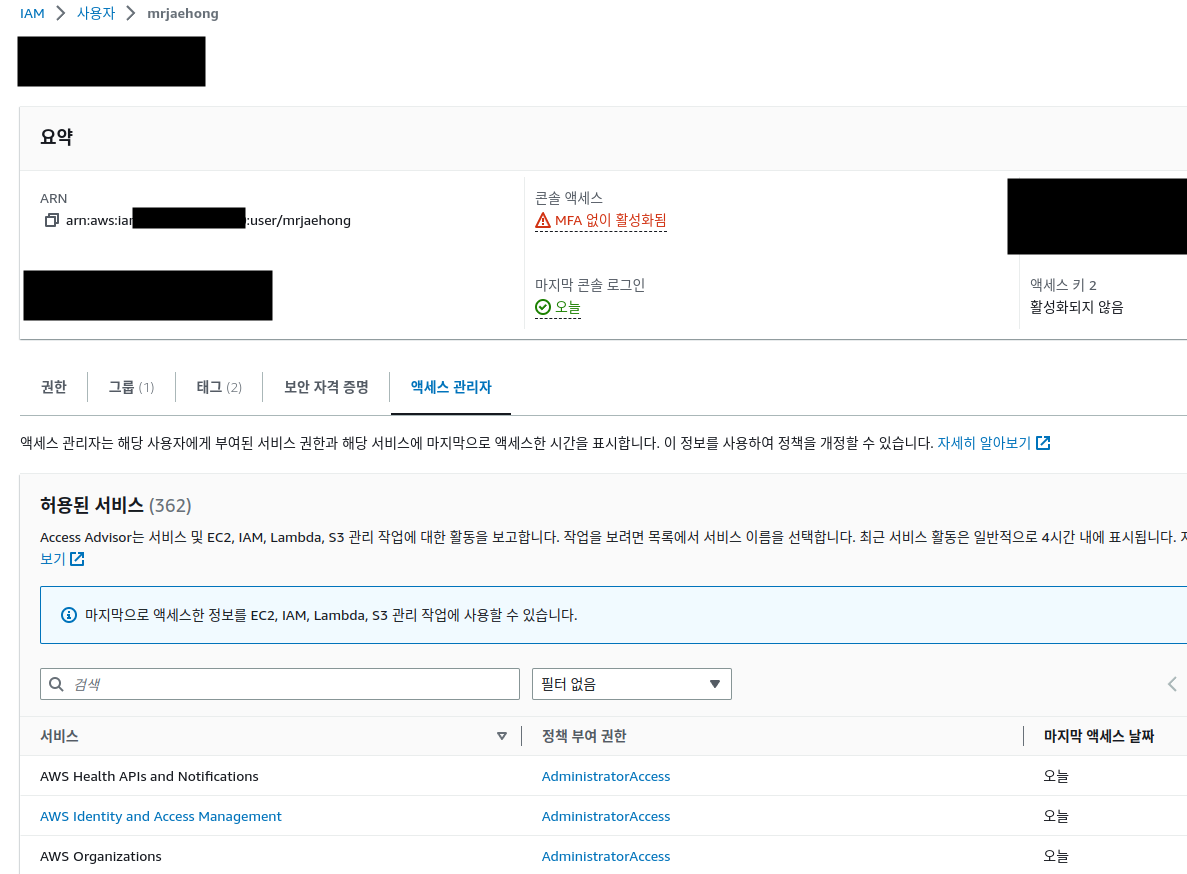 IAM > 사용자 > mrjaehong
요약
ARN
arn:aws:iam :user/mrjaehong
콘솔 액세스
MFA 없이 활성화됨
마지막 콘솔 로그인
오늘
액세스 키 2
활성화되지 않음
권한 그룹 (1) 태그 (2) 보안 자격 증명 액세스 관리자
액세스 관리자는 해당 사용자에게 부여된 서비스 권한과 해당 서비스에 마지막으로 액세스한 시간을 표시합니다. 이 정보를 사용하여 정책을 개정할 수 있습니다. 자세히 알아보기
허용된 서비스 (362)
Access Advisor는 서비스 및 EC2, IAM, Lambda, S3 관리 작업에 대한 활동을 보고합니다. 작업을 보려면 목록에서 서비스 이름을 선택합니다. 최근 서비스 활동은 일반적으로 4시간 내에 표시됩니다.
보기
마지막으로 액세스한 정보를 EC2, IAM, Lambda, S3 관리 작업에 사용할 수 있습니다.
검색 필터 없음
서비스 정책 부여 권한 마지막 액세스 날짜
AWS Health APIs and Notifications AdministratorAccess 오늘
AWS Identity and Access Management AdministratorAccess 오늘
AWS Organizations AdministratorAccess 오늘